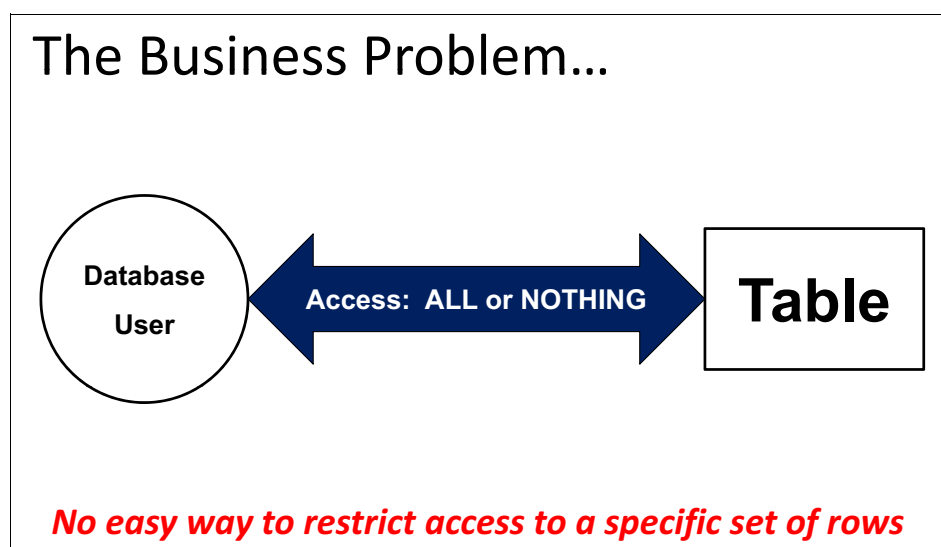 The Business Problem...
Database
User
Access:  ALL or NOTHING
Table
No easy way to restrict access to a specific set of rows